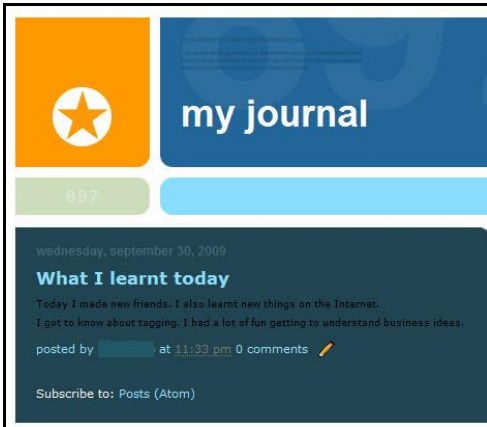 my journal
897
wednesday, september 30, 2009
What I learnt today
Today I made new friends. I also learnt new things on the Internet.
I got to know about tagging. I had a lot of fun getting to understand business ideas.
posted by at 11:33 pm 0 comments
Subscribe to: Posts (Atom)